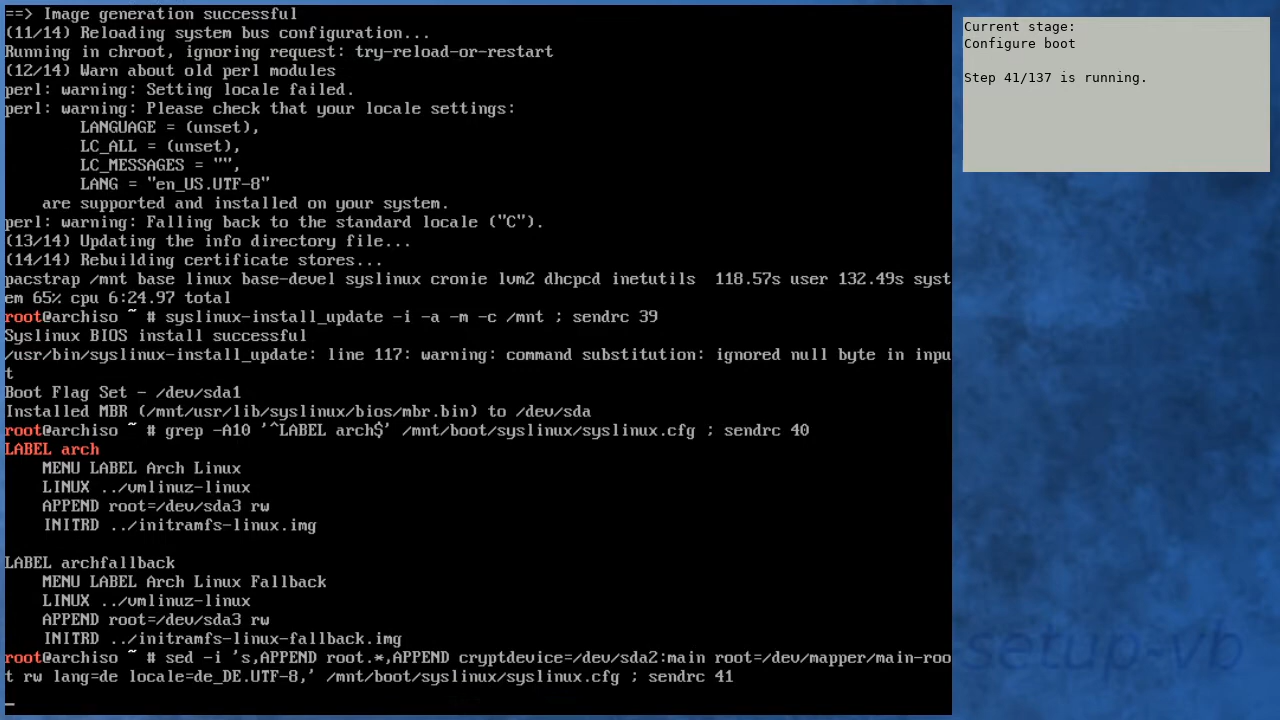 ==> Image generation successful
(11/14) Reloading system bus configuration...
Running in chroot, ignoring request: try-reload-or-restart
(12/14) Warn about old perl modules
perl: warning: Setting locale failed.
perl: warning: Please check that your locale settings:
        LANGUAGE = (unset),
        LC_ALL = (unset),
        LC_MESSAGES = "",
        LANG = "en_US.UTF-8"
    are supported and installed on your system.
perl: warning: Falling back to the standard locale ("C").
(13/14) Updating the info directory file...
(14/14) Rebuilding certificate stores...
pacstrap /mnt base linux base-devel syslinux cronie lvm2 dhcpcd inetutils  118.57s user 132.49s syst
em 65% cpu 6:24.97 total
root@archiso ~ # syslinux-install_update -i -a -m -c /mnt ; sendrc 39
Syslinux BIOS install successful
/usr/bin/syslinux-install_update: line 117: warning: command substitution: ignored null byte in inpu
t
Boot Flag Set - /dev/sda1
Installed MBR (/mnt/usr/lib/syslinux/bios/mbr.bin) to /dev/sda
root@archiso ~ # grep -A10 '^LABEL arch$' /mnt/boot/syslinux/syslinux.cfg ; sendrc 40
LABEL arch
    MENU LABEL Arch Linux
    LINUX ../vmlinuz-linux
    APPEND root=/dev/sda3 rw
    INITRD ../initramfs-linux.img

LABEL archfallback
    MENU LABEL Arch Linux Fallback
    LINUX ../vmlinuz-linux
    APPEND root=/dev/sda3 rw
    INITRD ../initramfs-linux-fallback.img
root@archiso ~ # sed -i 's,APPEND root.*,APPEND cryptdevice=/dev/sda2:main root=/dev/mapper/main-roo
t rw lang=de locale=de_DE.UTF-8,' /mnt/boot/syslinux/syslinux.cfg ; sendrc 41
_
Current stage:
Configure boot

Step 41/137 is running.
setup-vb